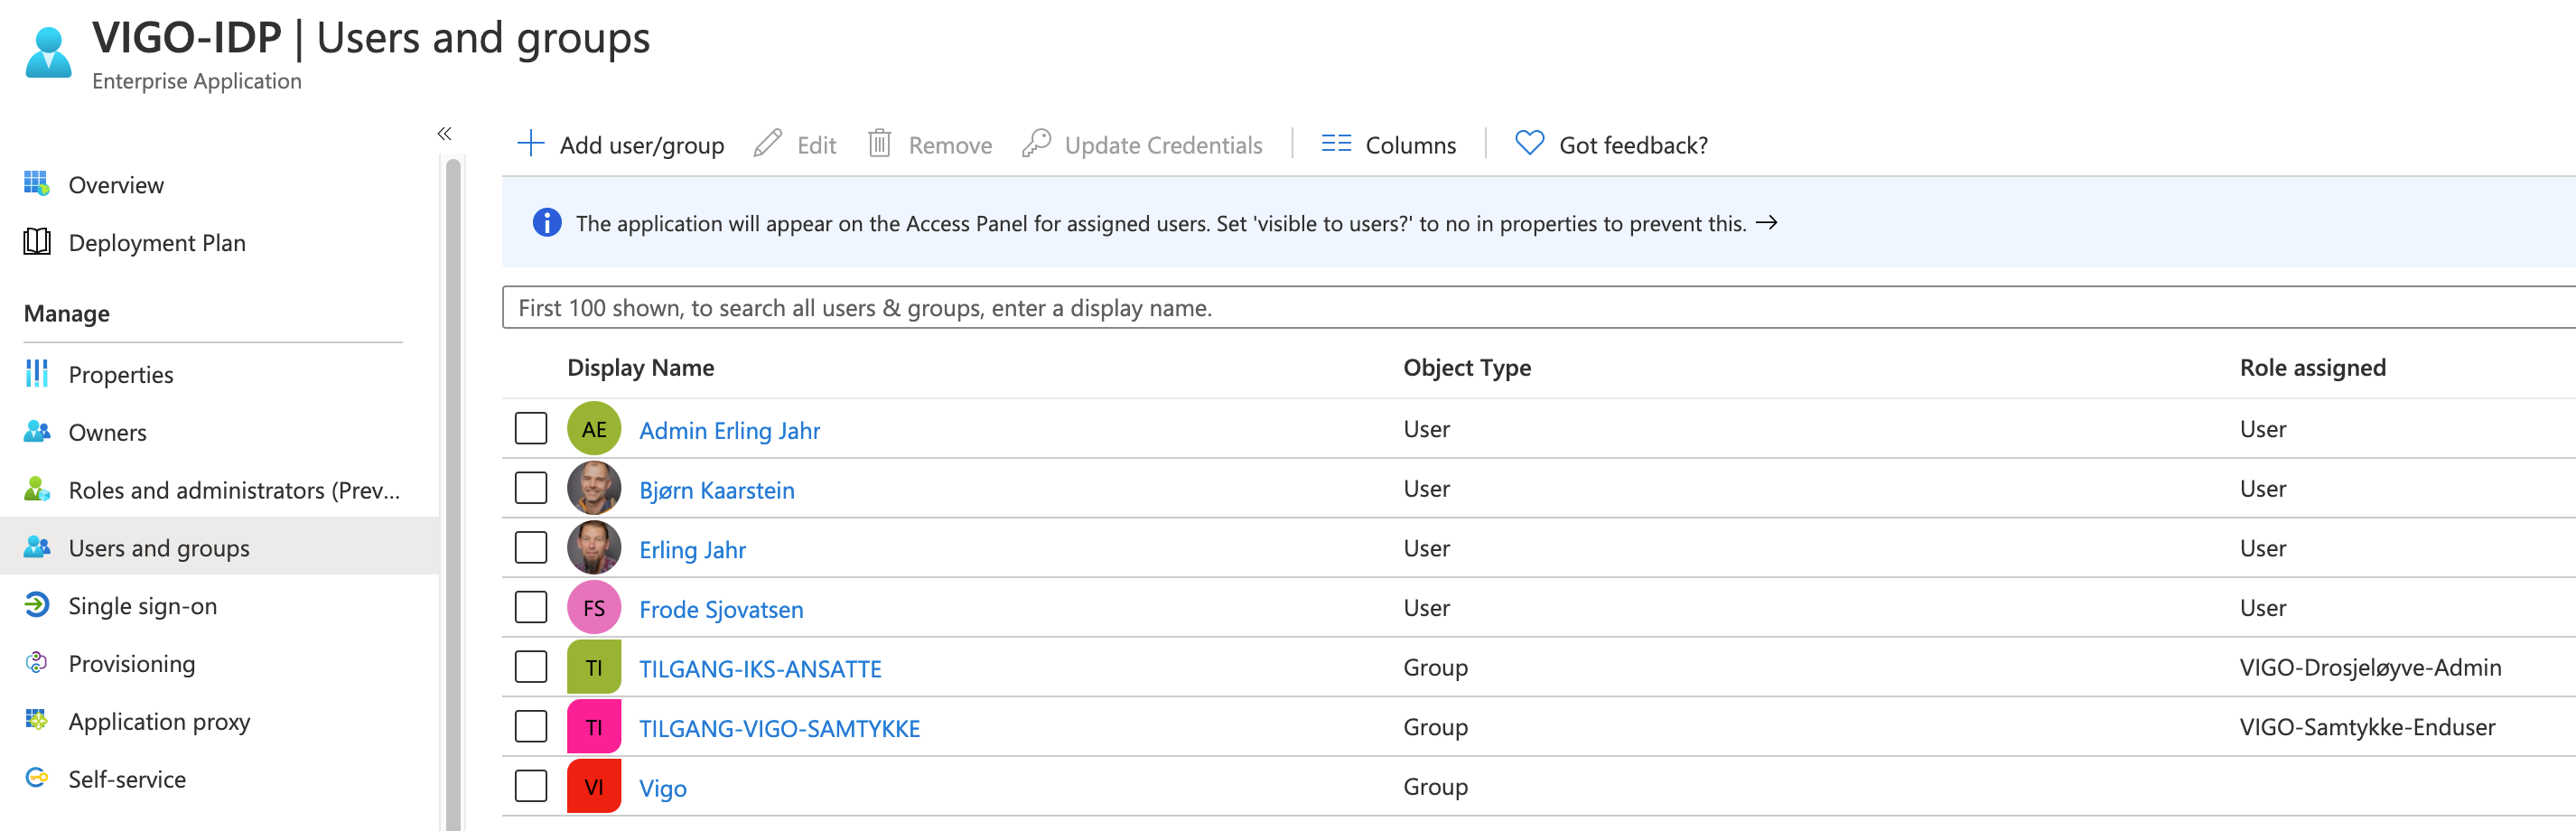 VIGO-IDP | Users and groups
Enterprise Application
«
Overview
Deployment Plan
Manage
Properties
Owners
Roles and administrators (Prev...
Users and groups
Single sign-on
Provisioning
Application proxy
Self-service
Add user/group Edit Remove Update Credentials Columns Got feedback?
The application will appear on the Access Panel for assigned users. Set 'visible to users?' to no in properties to prevent this. →
First 100 shown, to search all users & groups, enter a display name.
Display Name Object Type Role assigned
AE Admin Erling Jahr User User
Bjørn Kaarstein User User
Erling Jahr User User
FS Frode Sjovatsen User User
TI TILGANG-IKS-ANSATTE Group VIGO-Drosjeløyve-Admin
TI TILGANG-VIGO-SAMTYKKE Group VIGO-Samtykke-Enduser
VI Vigo Group